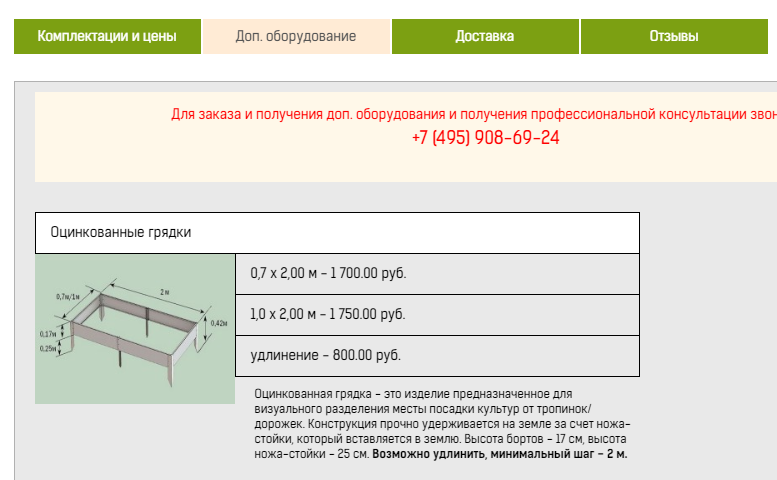 Комплектации и цены
Доп. оборудование
Доставка
Отзывы
Для заказа и получения доп. оборудования и получения профессиональной консультации
+7 (495) 908-69-24
Оцинкованные грядки
0,7м/1м
2 м
0,42м
0,17м
0,25м
0,7 х 2,00 м - 1 700.00 руб.
1,0 х 2,00 м - 1 750.00 руб.
удлинение - 800.00 руб.
Оцинкованная грядка - это изделие предназначенное для
визуального разделения месты посадки культур от тропинок/
дорожек. Конструкция прочно удерживается на земле за счет ножа-
стойки, который вставляется в землю. Высота бортов - 17 см, высота
ножа-стойки - 25 см. Возможно удлинить, минимальный шаг - 2 м.